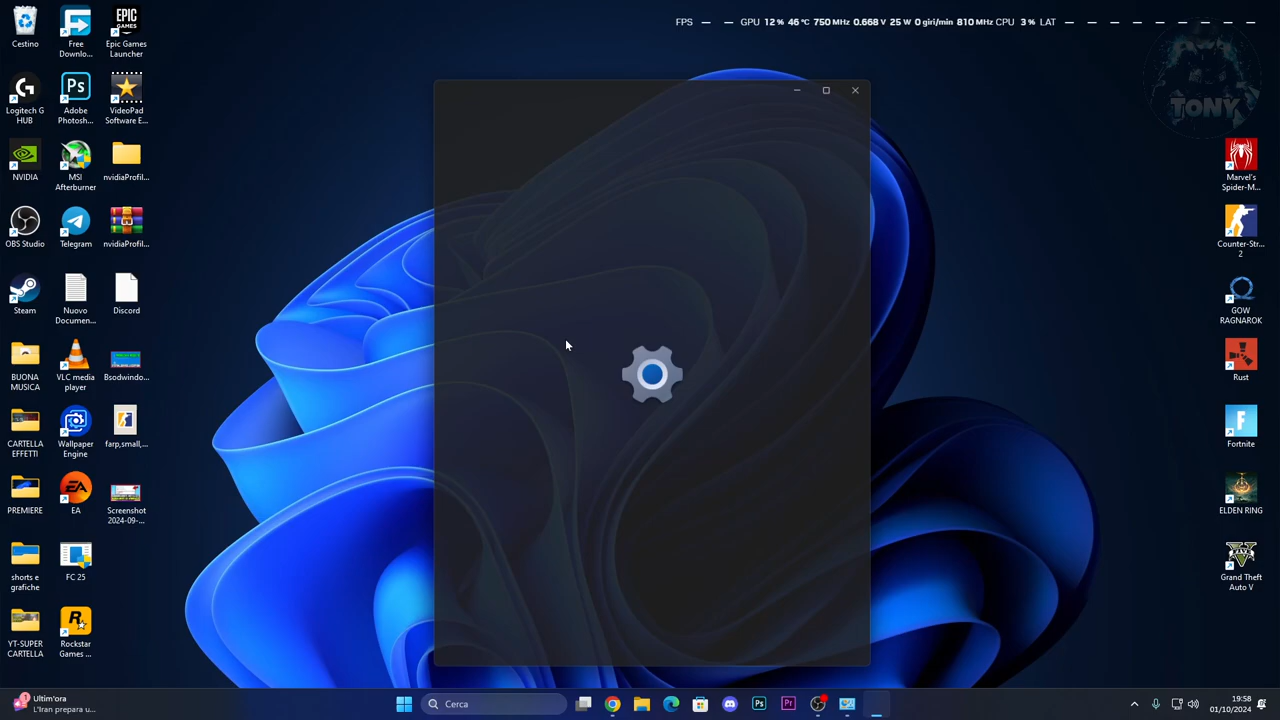 FPS — — GPU 12 % 46 °C 750 MHz 0.668 V 25 W 0 giri/min 810 MHz CPU 3 % LAT — — — — — — — —
Cestino
Free
Downlo...
Epic Games
Launcher
Logitech G
HUB
Adobe
Photosh...
VideoPad
Software E...
NVIDIA
MSI
Afterburner
nvidiaProfil...
OBS Studio
Telegram
nvidiaProfil...
Steam
Nuovo
Documen...
Discord
BUONA
MUSICA
VLC media
player
Bsodwindo...
CARTELLA
EFFETTI
Wallpaper
Engine
farp,small,...
PREMIERE
EA
Screenshot
2024-09-...
shorts e
grafiche
FC 25
YT-SUPER
CARTELLA
Rockstar
Games ...
TONY
Marvel's
Spider-M...
Counter-Str...
2
GOW
RAGNAROK
Rust
Fortnite
ELDEN RING
Grand Theft
Auto V
1
Ultim'ora
L'Iran prepara u...
Cerca
19:58
01/10/2024